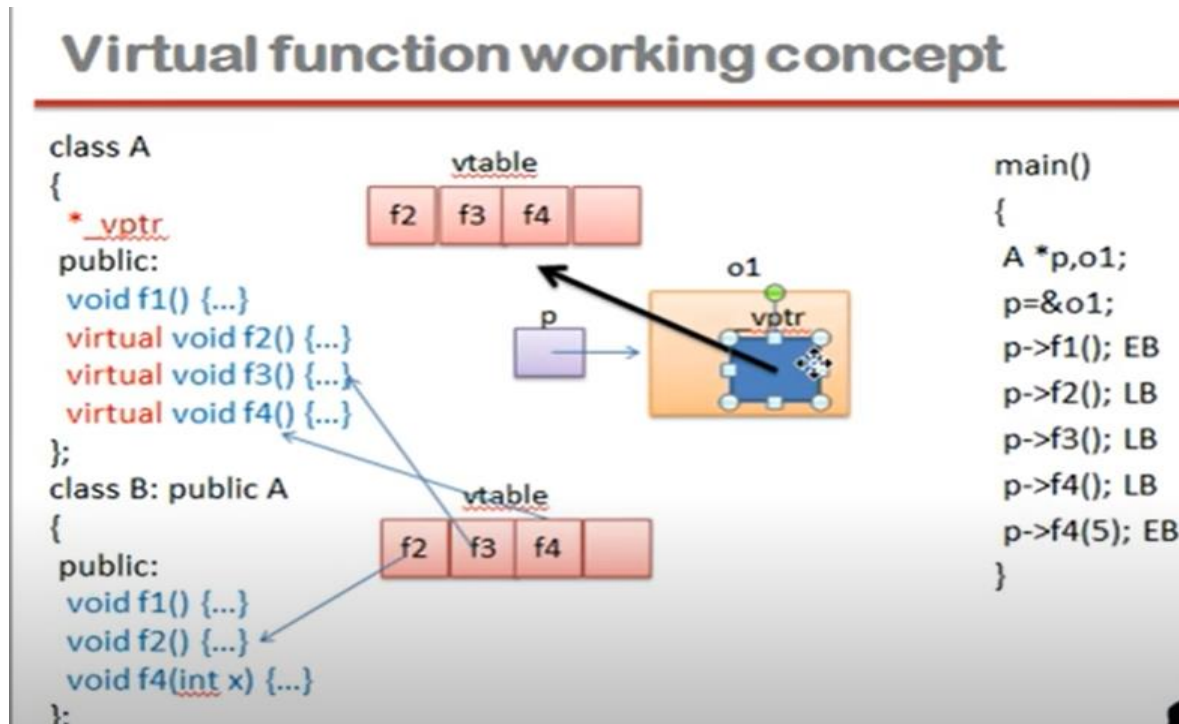 Virtual function working concept
class A
{
* _vptr
public:
void f1() {...}
virtual void f2() {...}
virtual void f3() {...}
virtual void f4() {...}
};
class B: public A
{
public:
void f1() {...}
void f2() {...}
void f4(int x) {...}
};
vtable
f2 f3 f4
p
o1
_vptr
vtable
f2 f3 f4
main()
{
A *p,o1;
p=&o1;
p->f1(); EB
p->f2(); LB
p->f3(); LB
p->f4(); LB
p->f4(5); EB
}